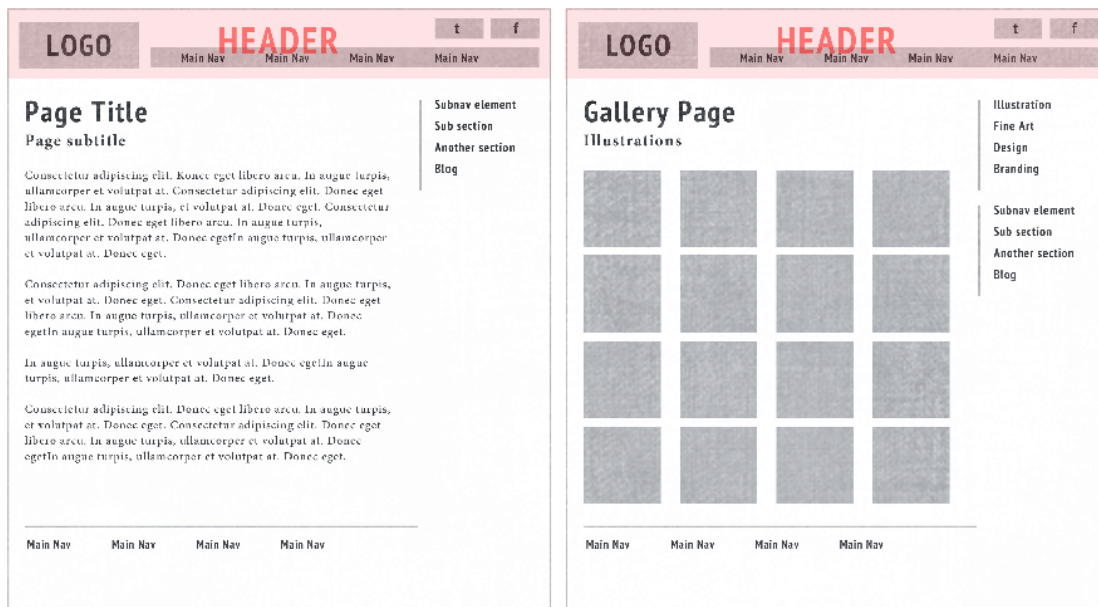 LOGO
HEADER
t f
Main Nav Main Nav Main Nav Main Nav
Page Title
Page subtitle
Consectetur adipiscing elit. Konec eget libero arcu. In augue turpis,
ullamcorper et volutpat at. Consectetur adipiscing elit. Donec eget
libero arcu. In augue turpis, et volutpat at. Donec eget. Consectetur
adipiscing elit. Donec eget libero arcu. In augue turpis,
ullamcorper et volutpat at. Donec egetIn augue turpis, ullamcorper
et volutpat at. Donec eget.
Consectetur adipiscing elit. Donec eget libero arcu. In augue turpis,
et volutpat at. Donec eget. Consectetur adipiscing elit. Donec eget
libero arcu. In augue turpis, ullamcorper et volutpat at. Donec
egetIn augue turpis, ullamcorper et volutpat at. Donec eget.
In augue turpis, ullamcorper et volutpat at. Donec egetIn augue
turpis, ullamcorper et volutpat at. Donec eget.
Consectetur adipiscing elit. Donec eget libero arcu. In augue turpis,
et volutpat at. Donec eget. Consectetur adipiscing elit. Donec eget
libero arcu. In augue turpis, ullamcorper et volutpat at. Donec
egetIn augue turpis, ullamcorper et volutpat at. Donec eget.
Subnav element
Sub section
Another section
Blog
Main Nav Main Nav Main Nav Main Nav
LOGO
HEADER
t f
Main Nav Main Nav Main Nav Main Nav
Gallery Page
Illustrations
Illustration
Fine Art
Design
Branding
Subnav element
Sub section
Another section
Blog
Main Nav Main Nav Main Nav Main Nav